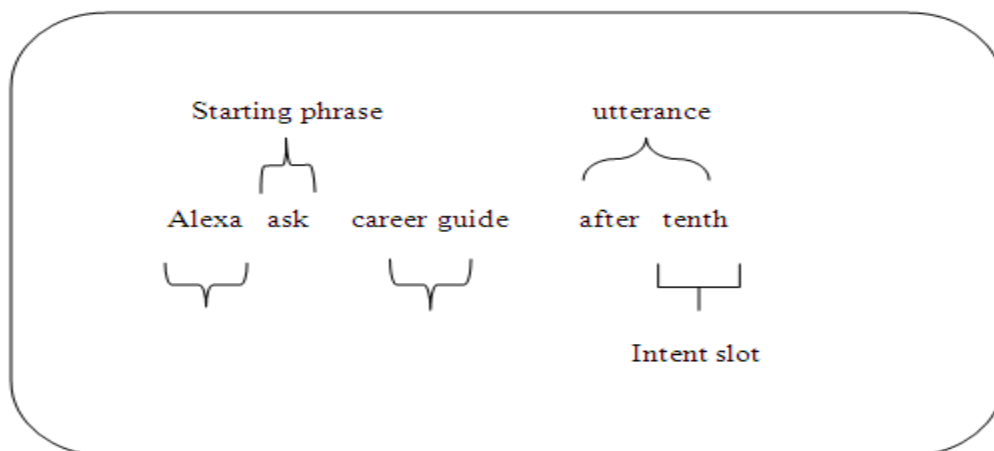 Starting phrase utterance
Alexa ask career guide after tenth
Intent slot